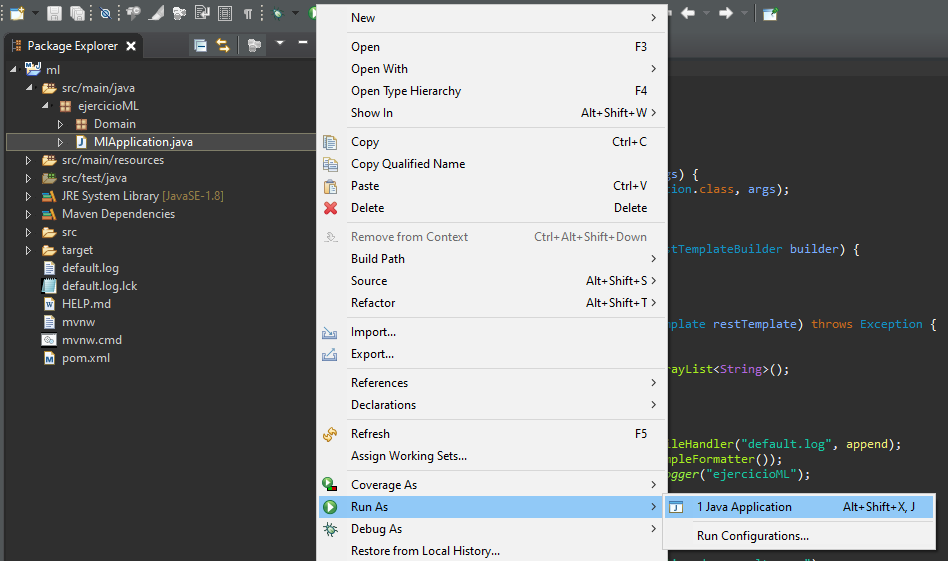 Package Explorer
ml
src/main/java
ejercicioML
Domain
MlApplication.java
src/main/resources
src/test/java
JRE System Library [JavaSE-1.8]
Maven Dependencies
src
target
default.log
default.log.lck
HELP.md
mvnw
mvnw.cmd
pom.xml
New
Open F3
Open With
Open Type Hierarchy F4
Show In Alt+Shift+W
Copy Ctrl+C
Copy Qualified Name
Paste Ctrl+V
Delete Delete
Remove from Context Ctrl+Alt+Shift+Down
Build Path
Source Alt+Shift+S
Refactor Alt+Shift+T
Import...
Export...
References
Declarations
Refresh F5
Assign Working Sets...
Coverage As
Run As
Debug As
Restore from Local History...
1 Java Application Alt+Shift+X, J
Run Configurations...
gs) {
ion.class, args);
stTemplateBuilder builder) {
mplate restTemplate) throws Exception {
rayList<String>();
ileHandler("default.log", append);
mpleFormatter());
ogger("ejercicioML");